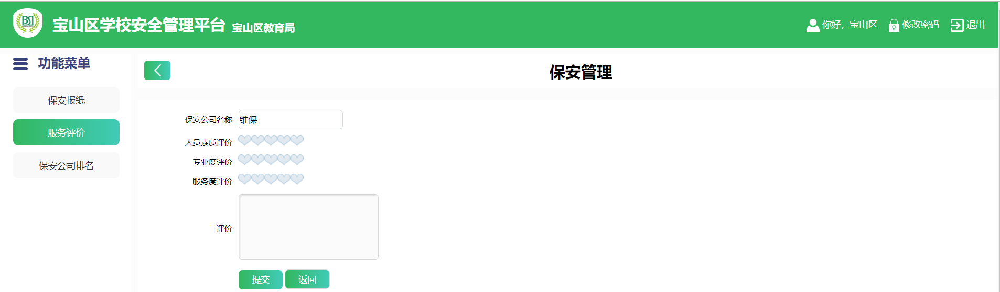 BSJ
宝山区学校安全管理平台 宝山区教育局
你好，宝山区 修改密码 退出
功能菜单
保安报纸
服务评价
保安公司排名
保安管理
保安公司名称 维保
人员素质评价
专业度评价
服务度评价
评价
提交 返回